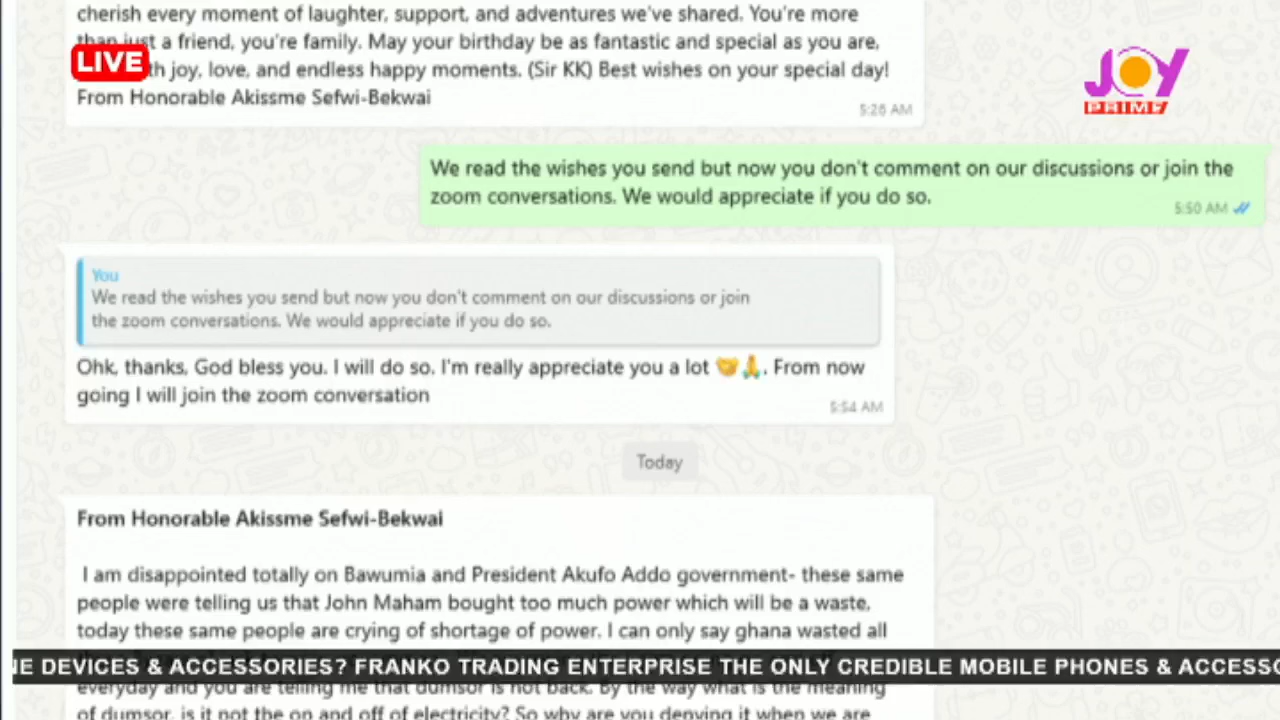 cherish every moment of laughter, support, and adventures we've shared. You're more
than just a friend, you're family. May your birthday be as fantastic and special as you are,
LIVE
th joy, love, and endless happy moments. (Sir KK) Best wishes on your special day!
From Honorable Akissme Sefwi-Bekwai
5:26 AM
JOY
PRIME
We read the wishes you send but now you don't comment on our discussions or join the
zoom conversations. We would appreciate if you do so.
5:50 AM
You
We read the wishes you send but now you don't comment on our discussions or join
the zoom conversations. We would appreciate if you do so.
Ohk, thanks, God bless you. I will do so. I'm really appreciate you a lot 🤝🙏. From now
going I will join the zoom conversation
5:54 AM
Today
From Honorable Akissme Sefwi-Bekwai
I am disappointed totally on Bawumia and President Akufo Addo government- these same
people were telling us that John Maham bought too much power which will be a waste,
today these same people are crying of shortage of power. I can only say ghana wasted all
NE DEVICES & ACCESSORIES? FRANKO TRADING ENTERPRISE THE ONLY CREDIBLE MOBILE PHONES & ACCESSO
everyday and you are telling me that dumsor is not back. By the way what is the meaning
of dumsor, is it not the on and off of electricity? So why are you denying it when we are